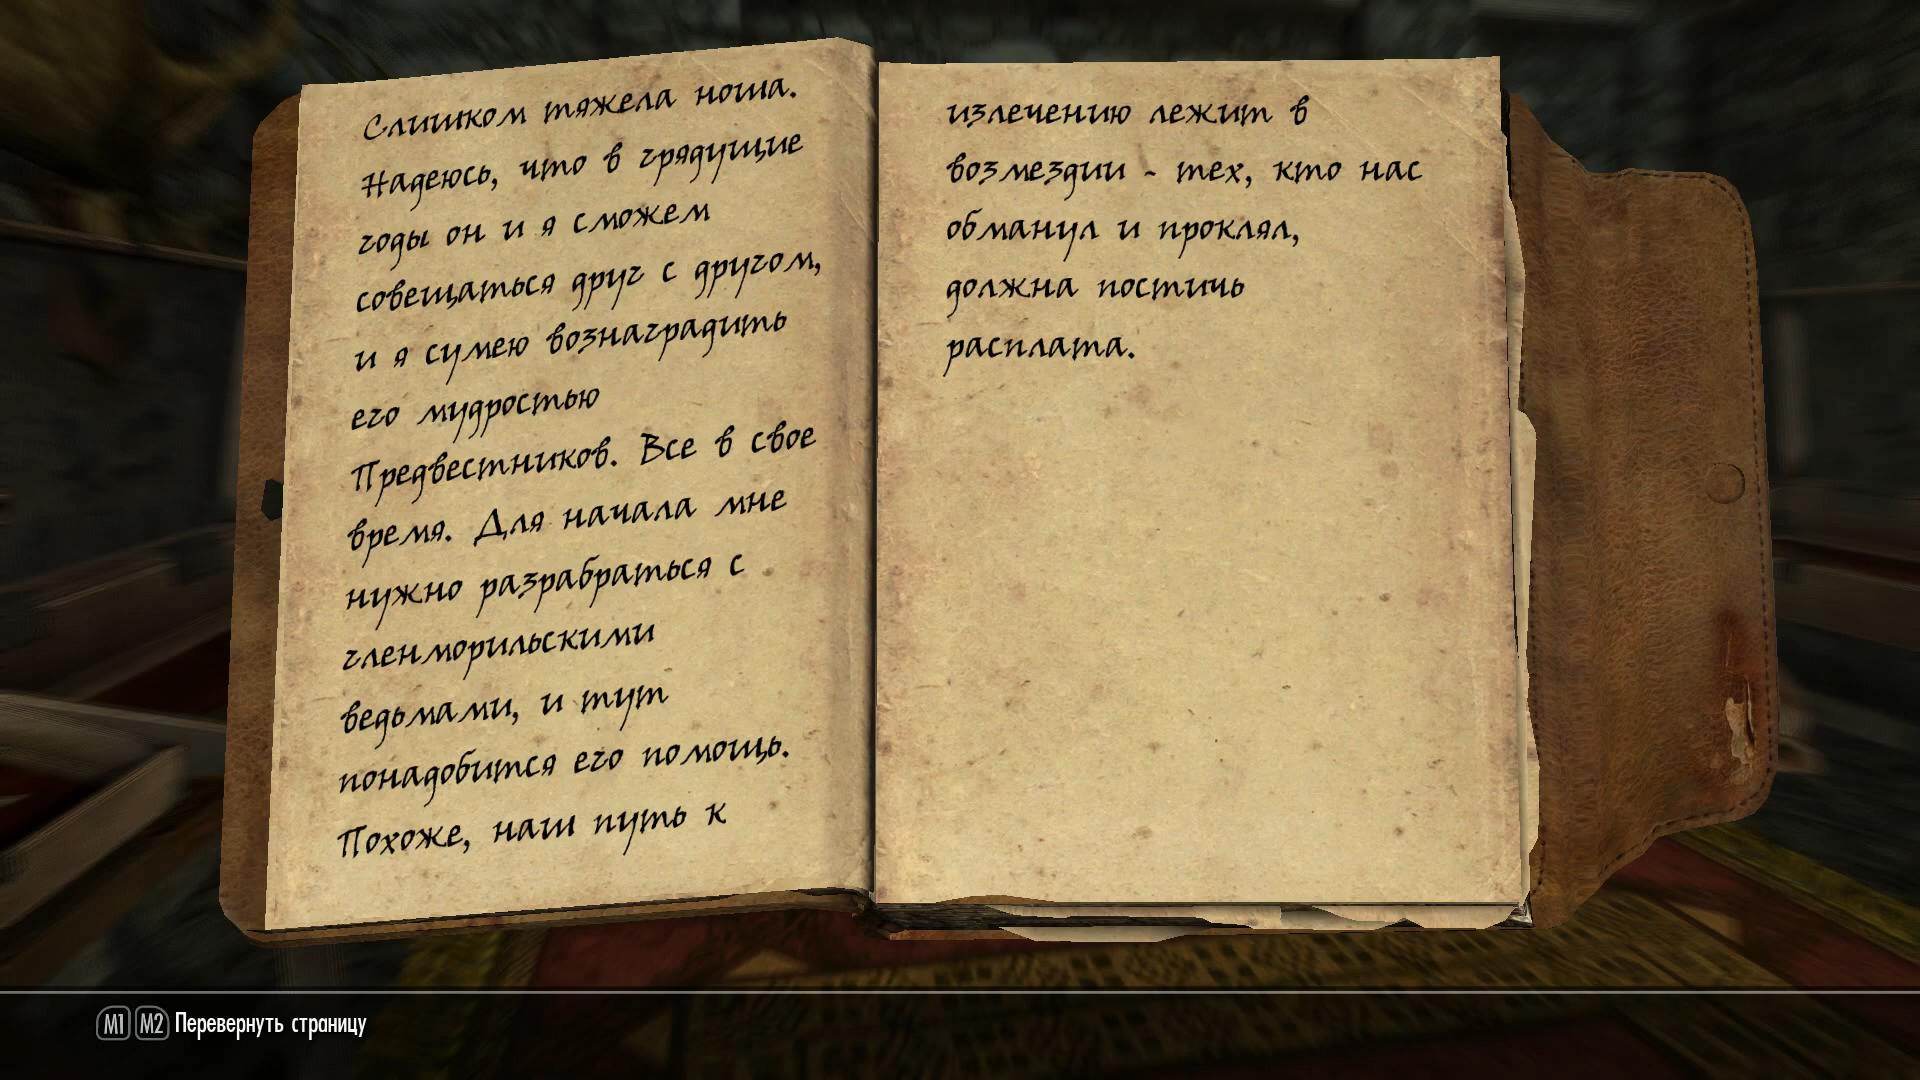 Слишком тяжела ноша.
Надеюсь, что в грядущие
годы он и я сможем
совещаться друг с другом,
и я сумею вознаградить
его мудростью
Предвестников. Все в свое
время. Для начала мне
нужно разрабраться с
гленморильскими
ведьмами, и тут
понадобится его помощь.
Похоже, наш путь к
излечению лежит в
возмездии - тех, кто нас
обманул и проклял,
должна постичь
расплата.
M1 M2 Перевернуть страницу